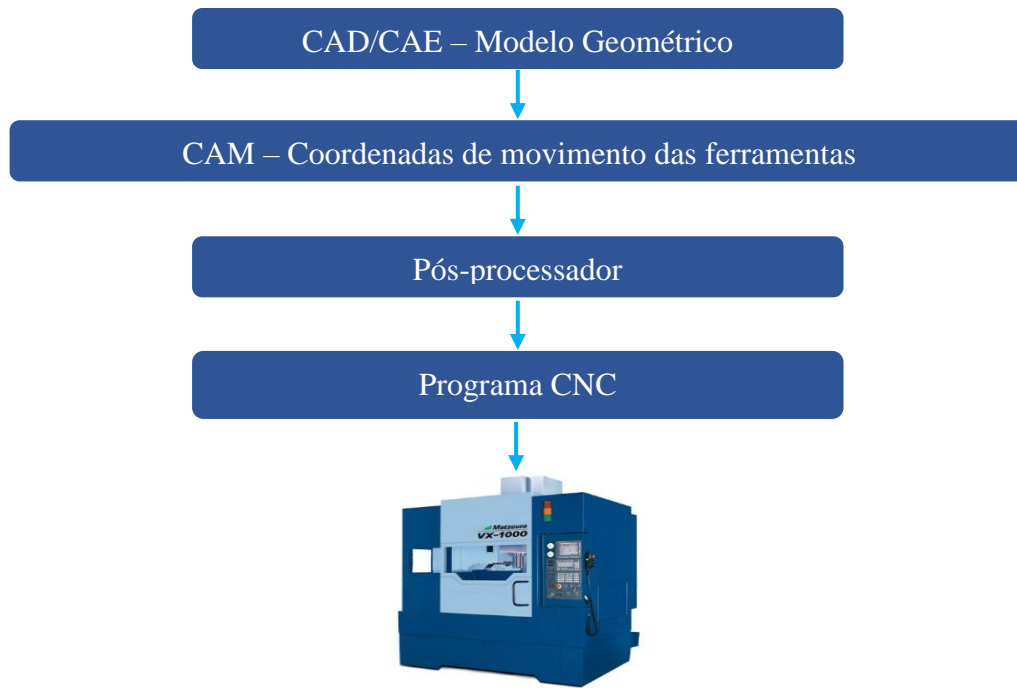 CAD/CAE – Modelo Geométrico
CAM – Coordenadas de movimento das ferramentas
Pós-processador
Programa CNC
Matsuura
VX-1000